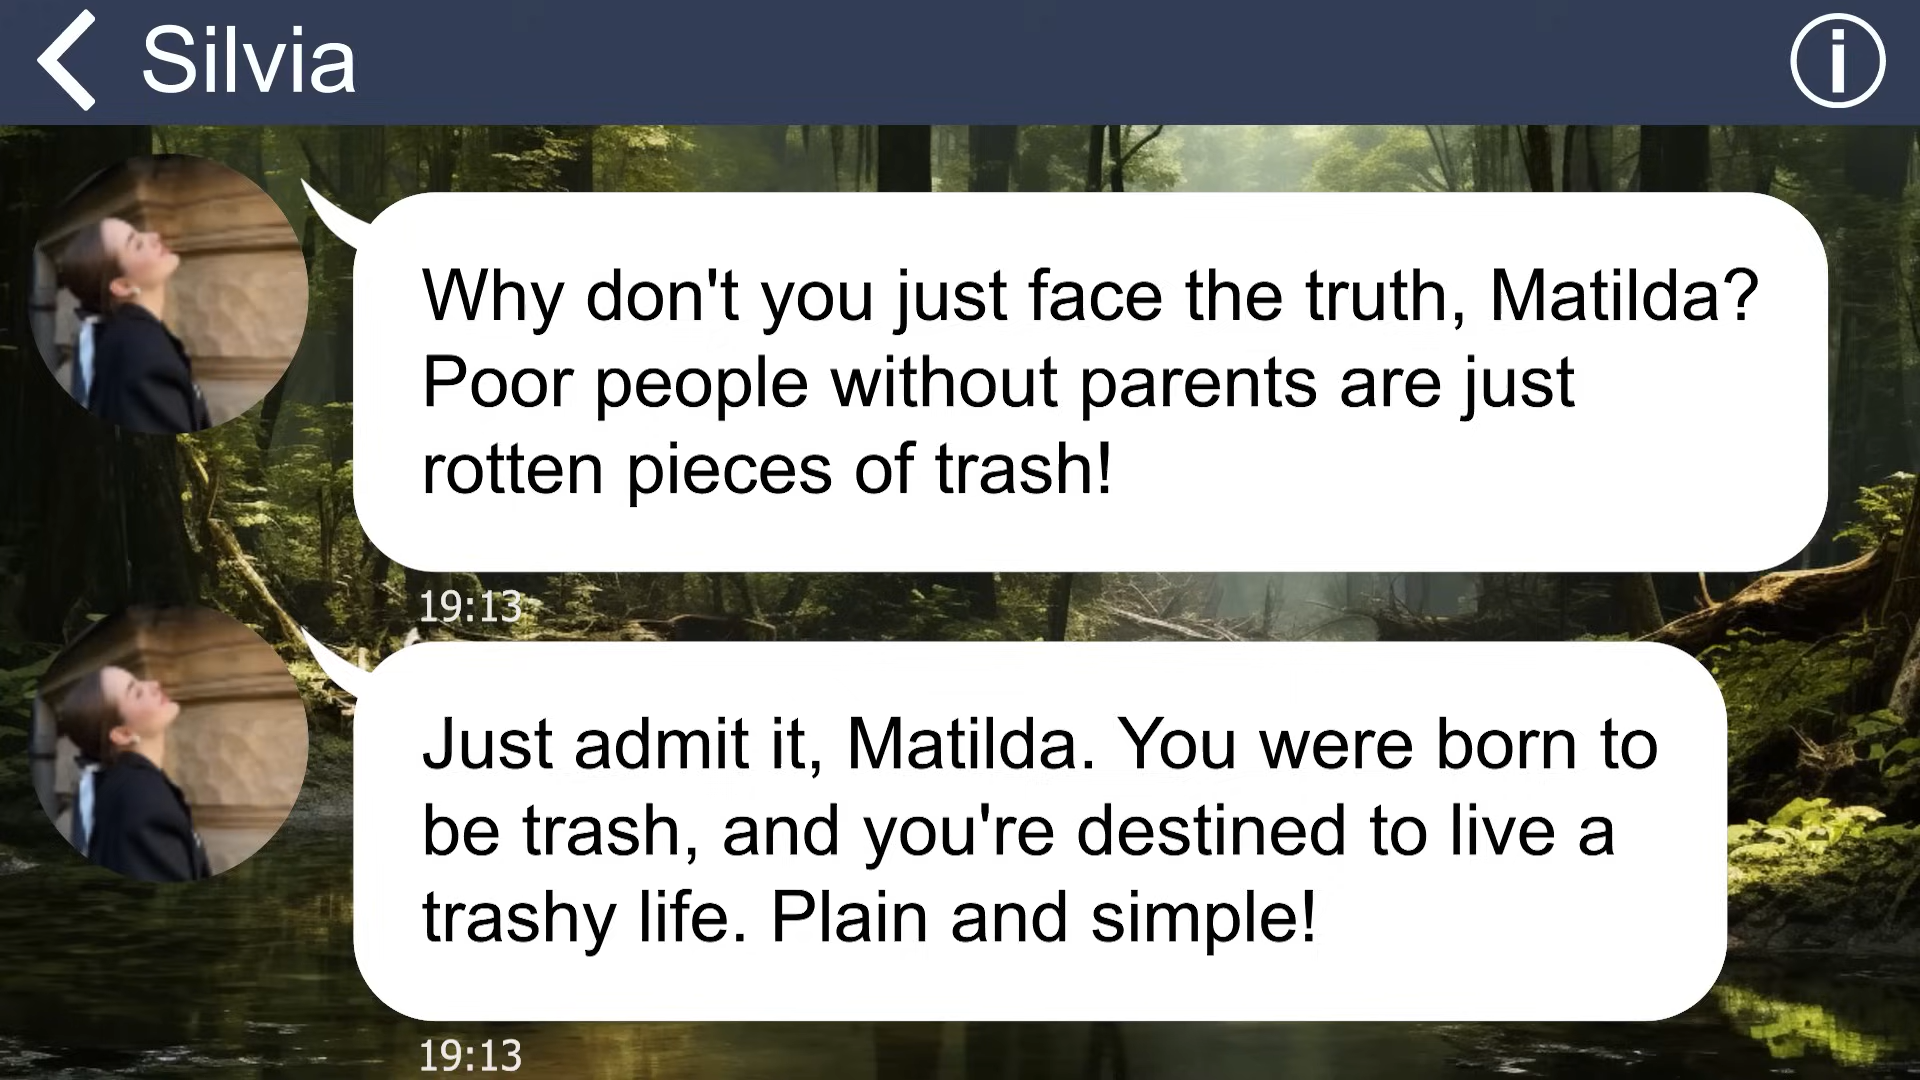 Silvia
Why don't you just face the truth, Matilda?
Poor people without parents are just
rotten pieces of trash!
19:13
Just admit it, Matilda. You were born to
be trash, and you're destined to live a
trashy life. Plain and simple!
19:13